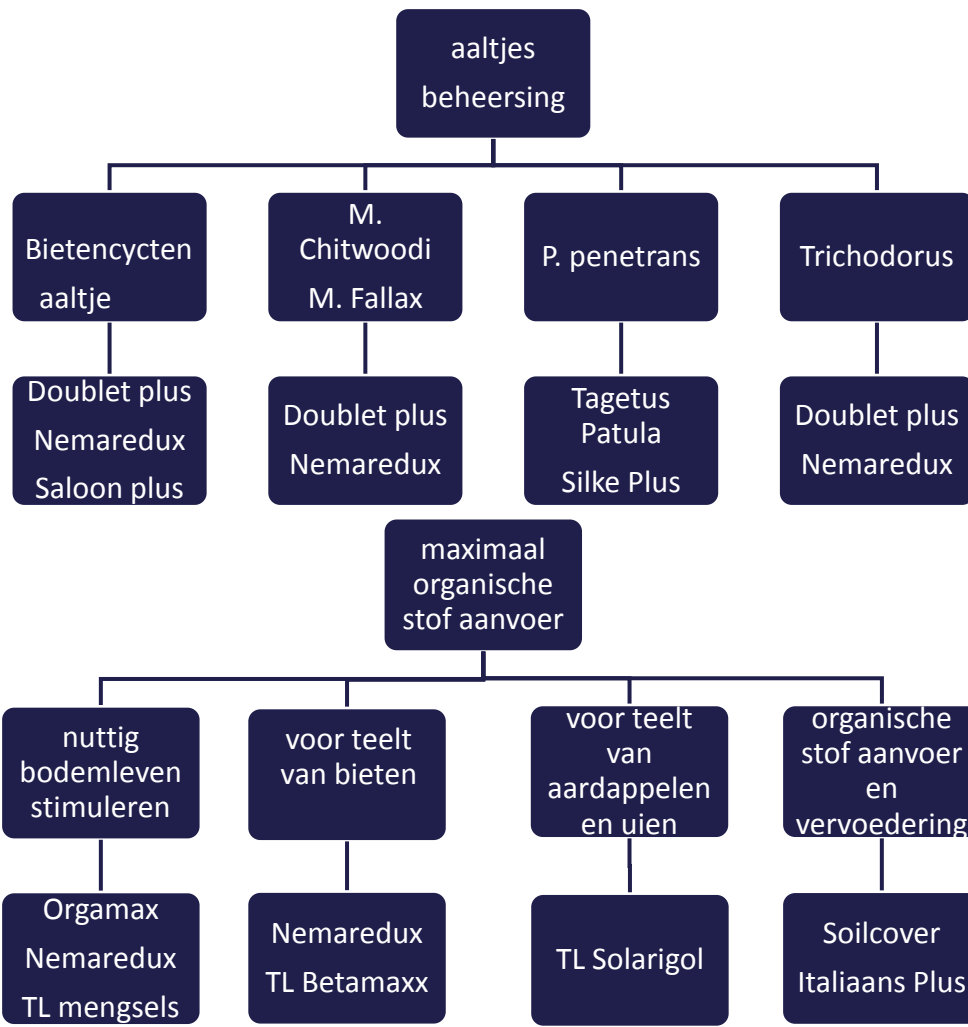 aaltjes
beheersing
Bietencycten
aaltje
M.
Chitwoodi
M. Fallax
P. penetrans
Trichodorus
Doublet plus
Nemaredux
Saloon plus
Doublet plus
Nemaredux
Tagetus
Patula
Silke Plus
Doublet plus
Nemaredux
maximaal
organische
stof aanvoer
nuttig
bodemleven
stimuleren
voor teelt
van bieten
voor teelt
van
aardappelen
en uien
organische
stof aanvoer
en
vervoedering
Orgamax
Nemaredux
TL mengsels
Nemaredux
TL Betamaxx
TL Solarigol
Soilcover
Italiaans Plus